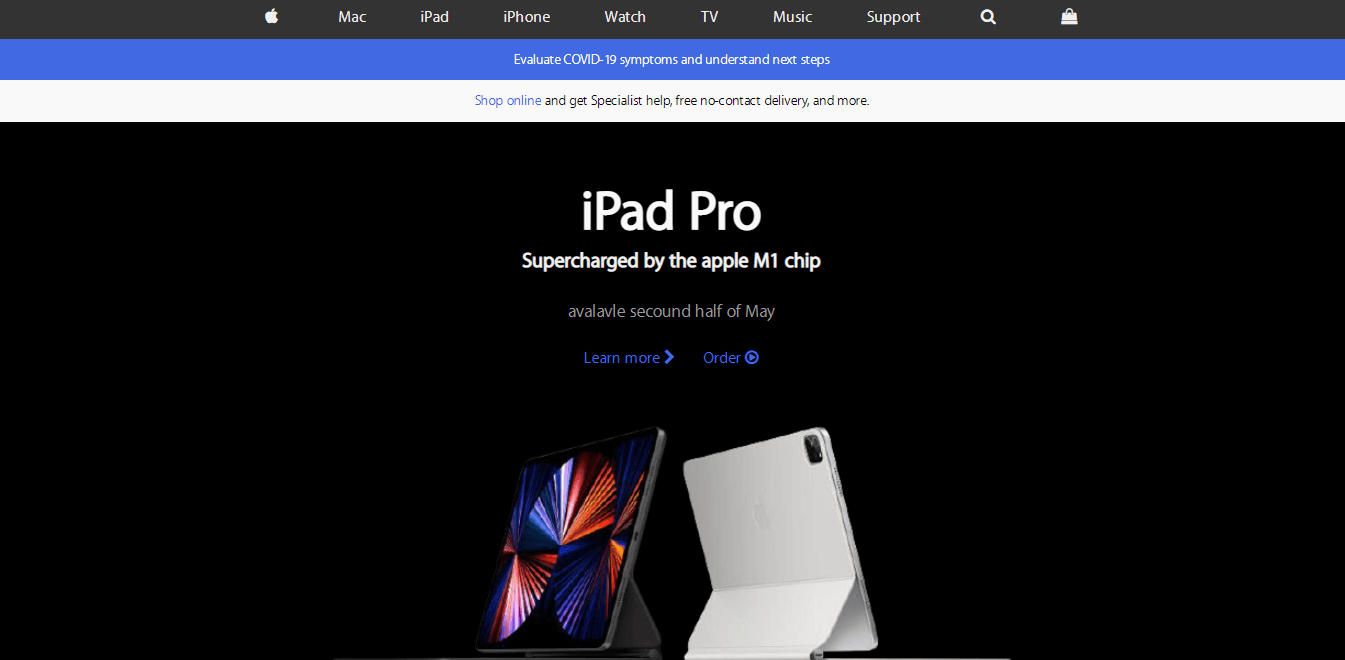 Mac iPad iPhone Watch TV Music Support
Evaluate COVID-19 symptoms and understand next steps
Shop online and get Specialist help, free no-contact delivery, and more.
iPad Pro
Supercharged by the apple M1 chip
avalavle secound half of May
Learn more Order